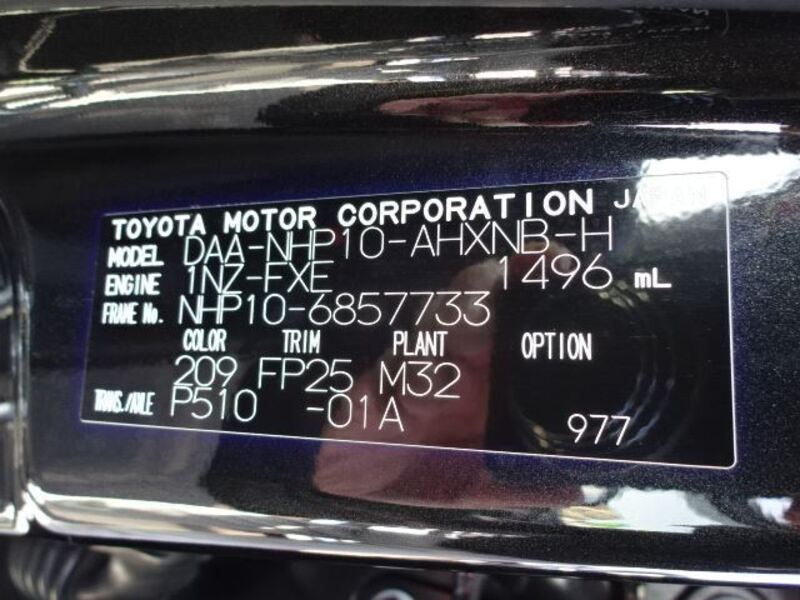 TOYOTA MOTOR CORPORATION JAPAN
MODEL DAA-NHP10-AHXNB-H
ENGINE 1NZ-FXE 1496 mL
FRAME No. NHP10-6857733
COLOR TRIM PLANT OPTION
209 FP25 M32
TRANS./AXLE P510 -01A
977